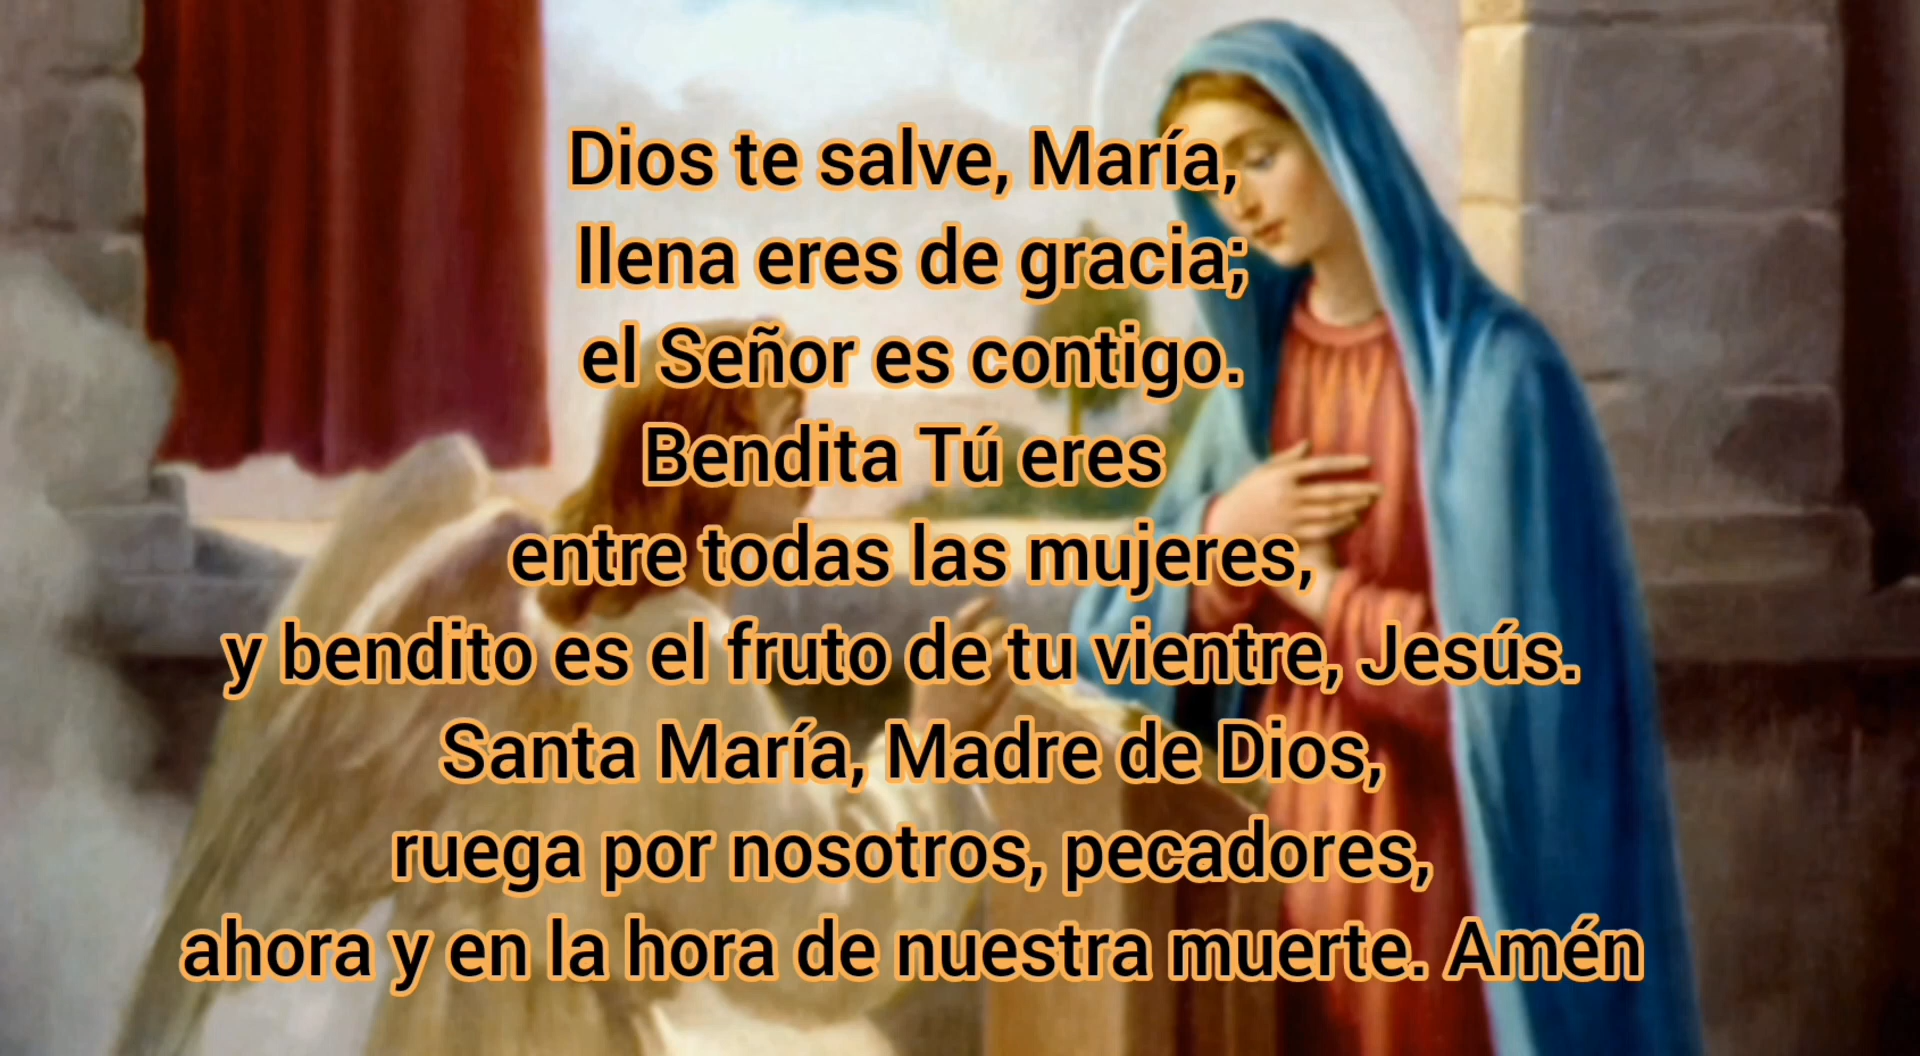 Dios te salve, María,
llena eres de gracia;
el Señor es contigo.
Bendita Tú eres
entre todas las mujeres,
y bendito es el fruto de tu vientre, Jesús.
Santa María, Madre de Dios,
ruega por nosotros, pecadores,
ahora y en la hora de nuestra muerte. Amén